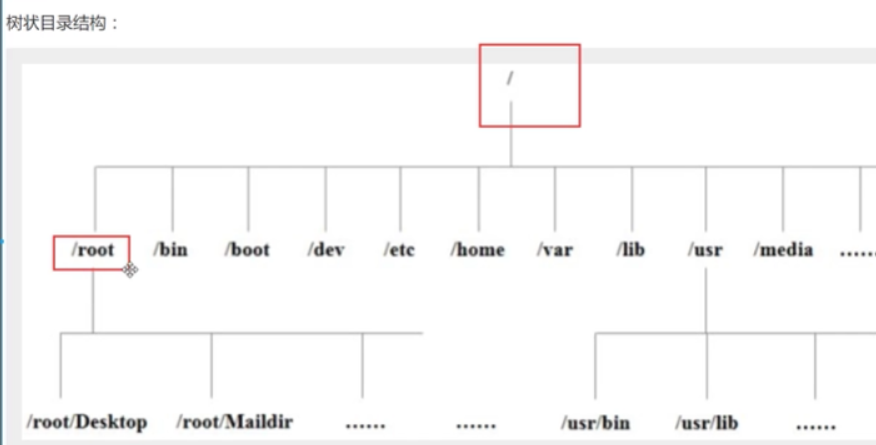 树状目录结构：
/
/root /bin /boot /dev /etc /home /var /lib /usr /media ......
/root/Desktop /root/Maildir ...... ...... /usr/bin /usr/lib ......